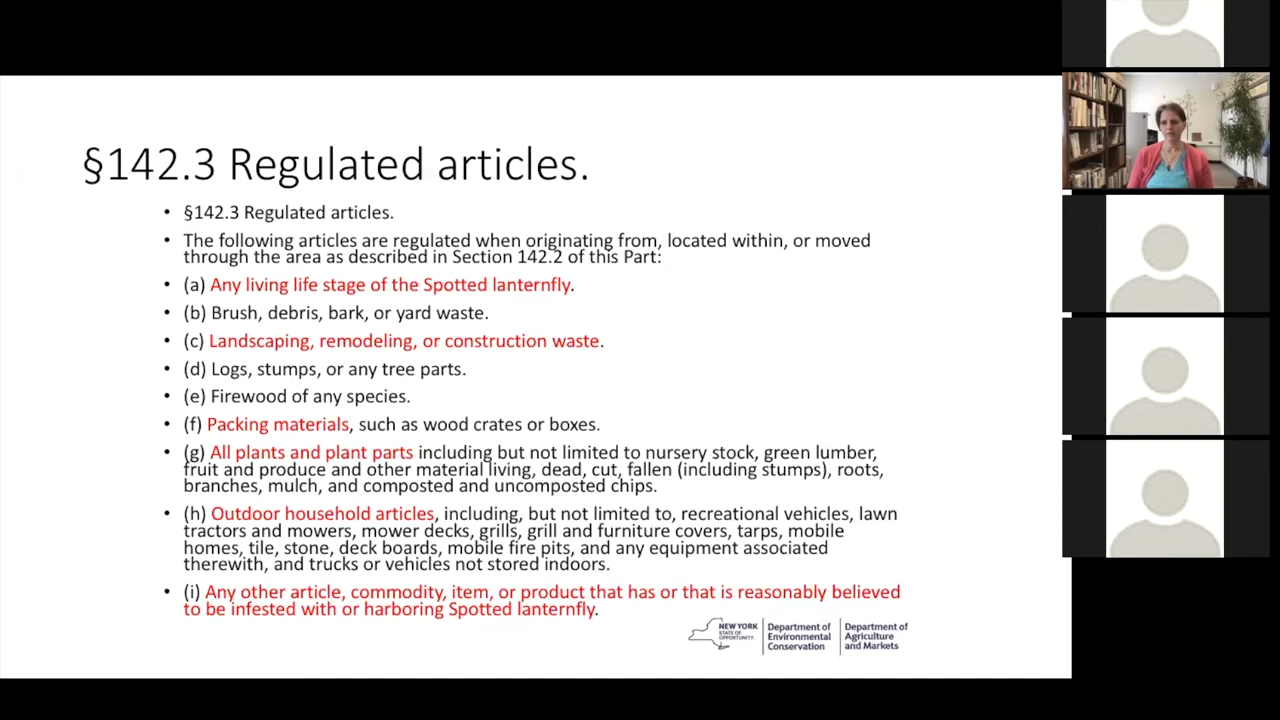 §142.3 Regulated articles.
• §142.3 Regulated articles.
• The following articles are regulated when originating from, located within, or moved
through the area as described in Section 142.2 of this Part:
• (a) Any living life stage of the Spotted lanternfly.
• (b) Brush, debris, bark, or yard waste.
• (c) Landscaping, remodeling, or construction waste.
• (d) Logs, stumps, or any tree parts.
• (e) Firewood of any species.
• (f) Packing materials, such as wood crates or boxes.
• (g) All plants and plant parts including but not limited to nursery stock, green lumber,
fruit and produce and other material living, dead, cut, fallen (including stumps), roots,
branches, mulch, and composted and uncomposted chips.
• (h) Outdoor household articles, including, but not limited to, recreational vehicles, lawn
tractors and mowers, mower decks, grills, grill and furniture covers, tarps, mobile
homes, tile, stone, deck boards, mobile fire pits, and any equipment associated
therewith, and trucks or vehicles not stored indoors.
• (i) Any other article, commodity, item, or product that has or that is reasonably believed
to be infested with or harboring Spotted lanternfly.
NEW YORK
STATE OF
OPPORTUNITY.
Department of
Environmental
Conservation
Department of
Agriculture
and Markets